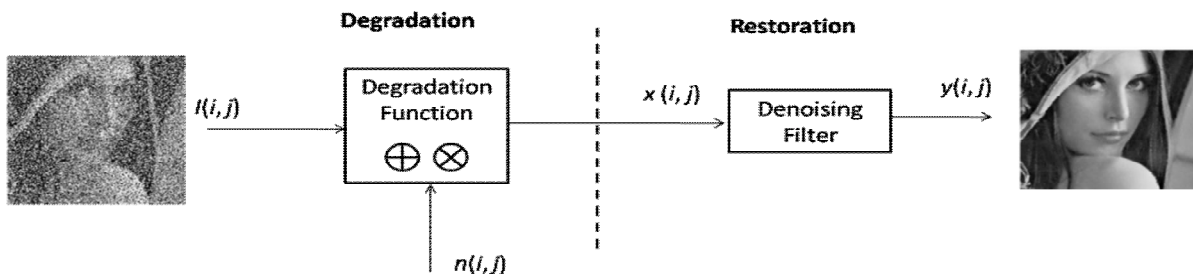 Degradation
Restoration
I(i,j)
Degradation
Function
⊕ ⊗
n(i,j)
x (i,j)
Denoising
Filter
y(i,j)